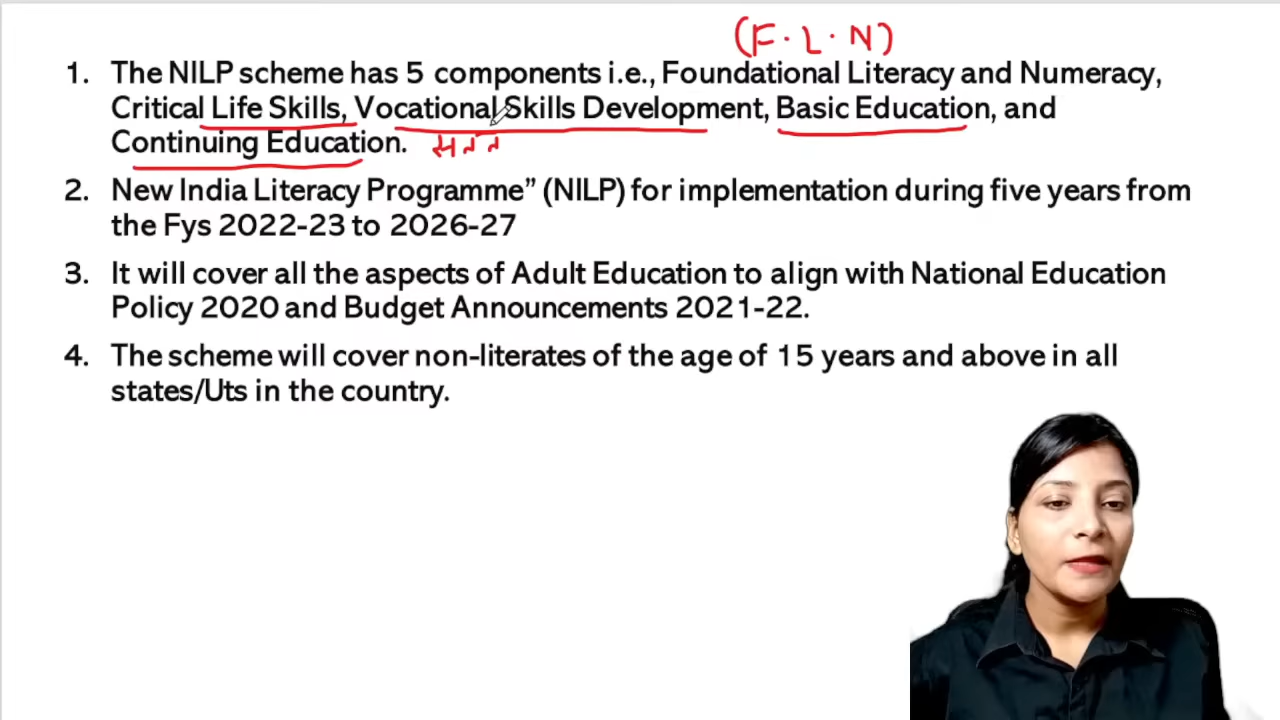 (F.L.N)
1. The NILP scheme has 5 components i.e., Foundational Literacy and Numeracy,
Critical Life Skills, Vocational Skills Development, Basic Education, and
Continuing Education.
2. New India Literacy Programme” (NILP) for implementation during five years from
the Fys 2022-23 to 2026-27
3. It will cover all the aspects of Adult Education to align with National Education
Policy 2020 and Budget Announcements 2021-22.
4. The scheme will cover non-literates of the age of 15 years and above in all
states/Uts in the country.